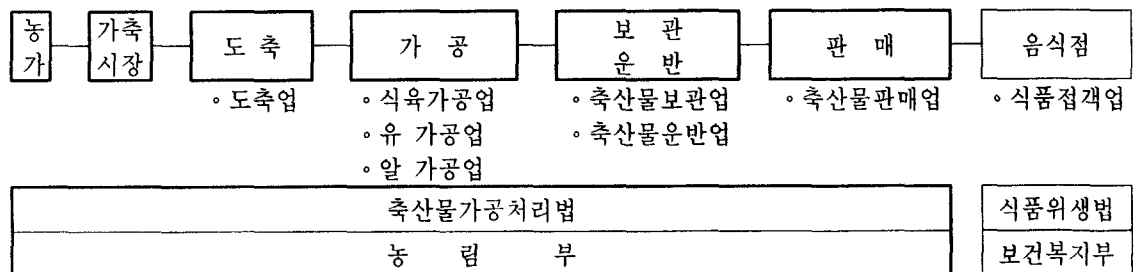 농가 가축시장 도 축 가 공 보 관 운 반 판 매 음식점
◦ 도축업 ◦ 식육가공업 ◦ 축산물보관업 ◦ 축산물판매업 ◦ 식품접객업
◦ 유 가공업 ◦ 축산물운반업
◦ 알 가공업
축산물가공처리법 식품위생법
농 림 부 보건복지부